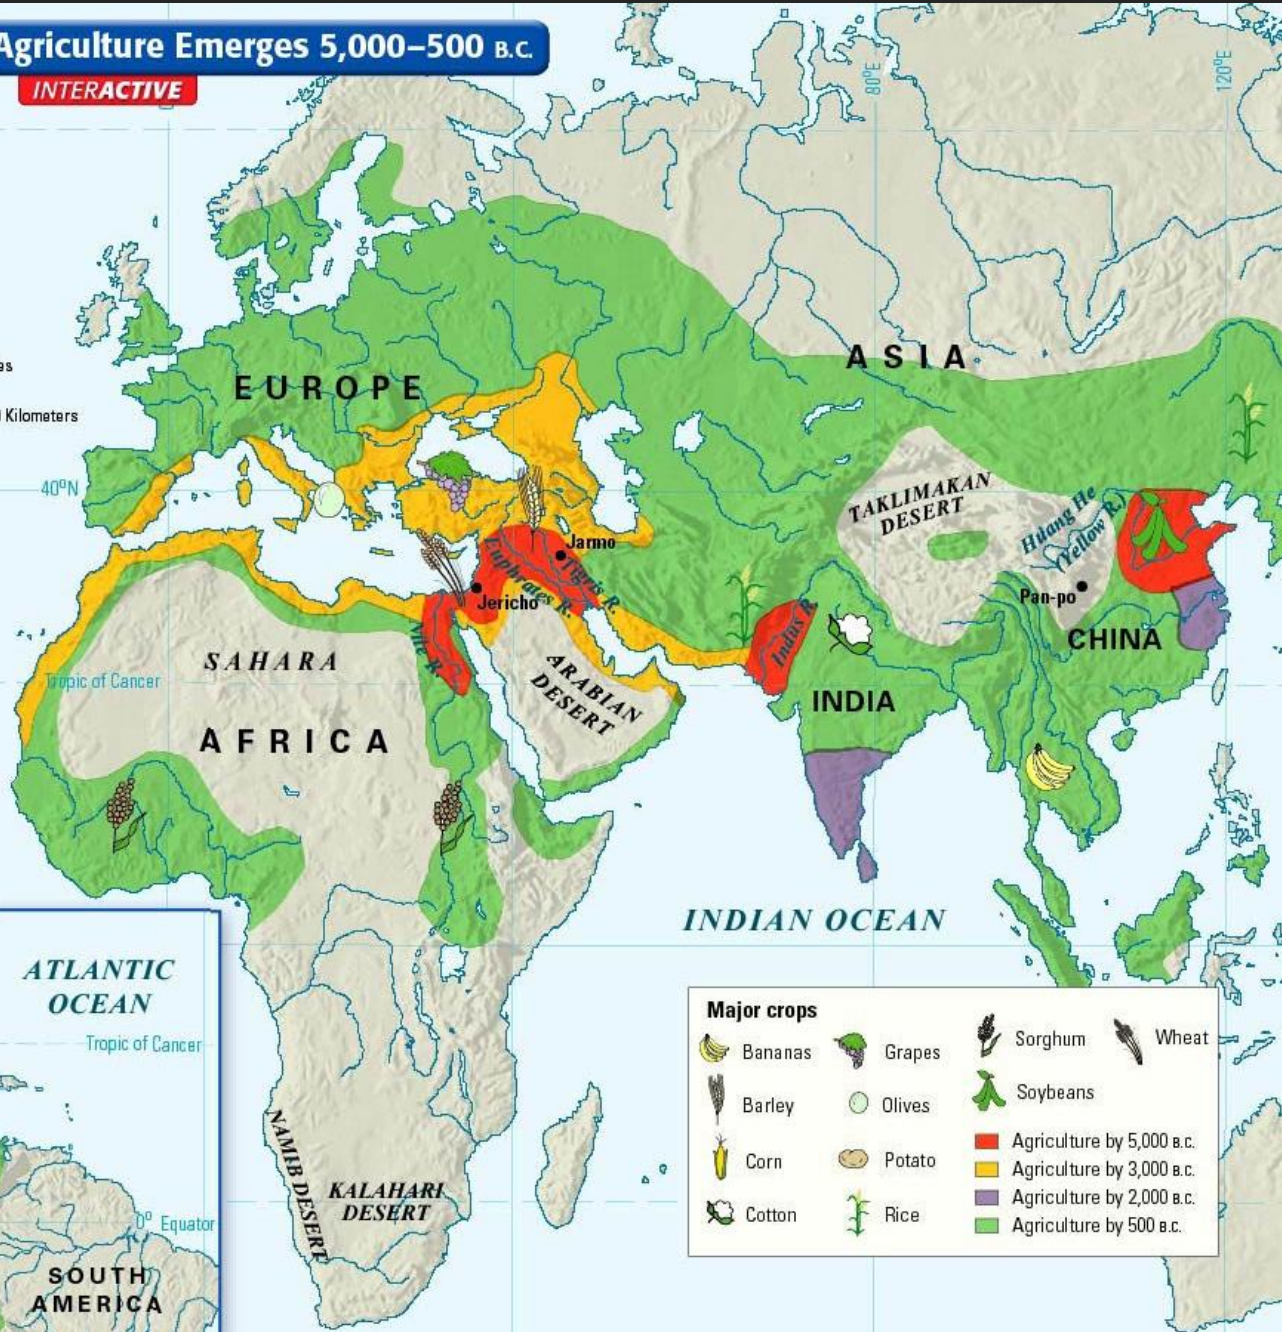 Agriculture Emerges 5,000–500 B.C.
INTERACTIVE
80°E
120°E
Kilometers
EUROPE
ASIA
40°N
TAKLIMAKAN
DESERT
Huang He
(Yellow R.)
Jarmo
Euphrates R.
Tigris R.
Jericho
Pan-po
Nile R.
Indus R.
CHINA
SAHARA
Tropic of Cancer
ARABIAN
DESERT
INDIA
AFRICA
INDIAN OCEAN
ATLANTIC
OCEAN
Tropic of Cancer
NAMIB DESERT
KALAHARI
DESERT
0° Equator
SOUTH
AMERICA
Major crops
Bananas
Grapes
Sorghum
Wheat
Barley
Olives
Soybeans
Corn
Potato
Cotton
Rice
Agriculture by 5,000 B.C.
Agriculture by 3,000 B.C.
Agriculture by 2,000 B.C.
Agriculture by 500 B.C.